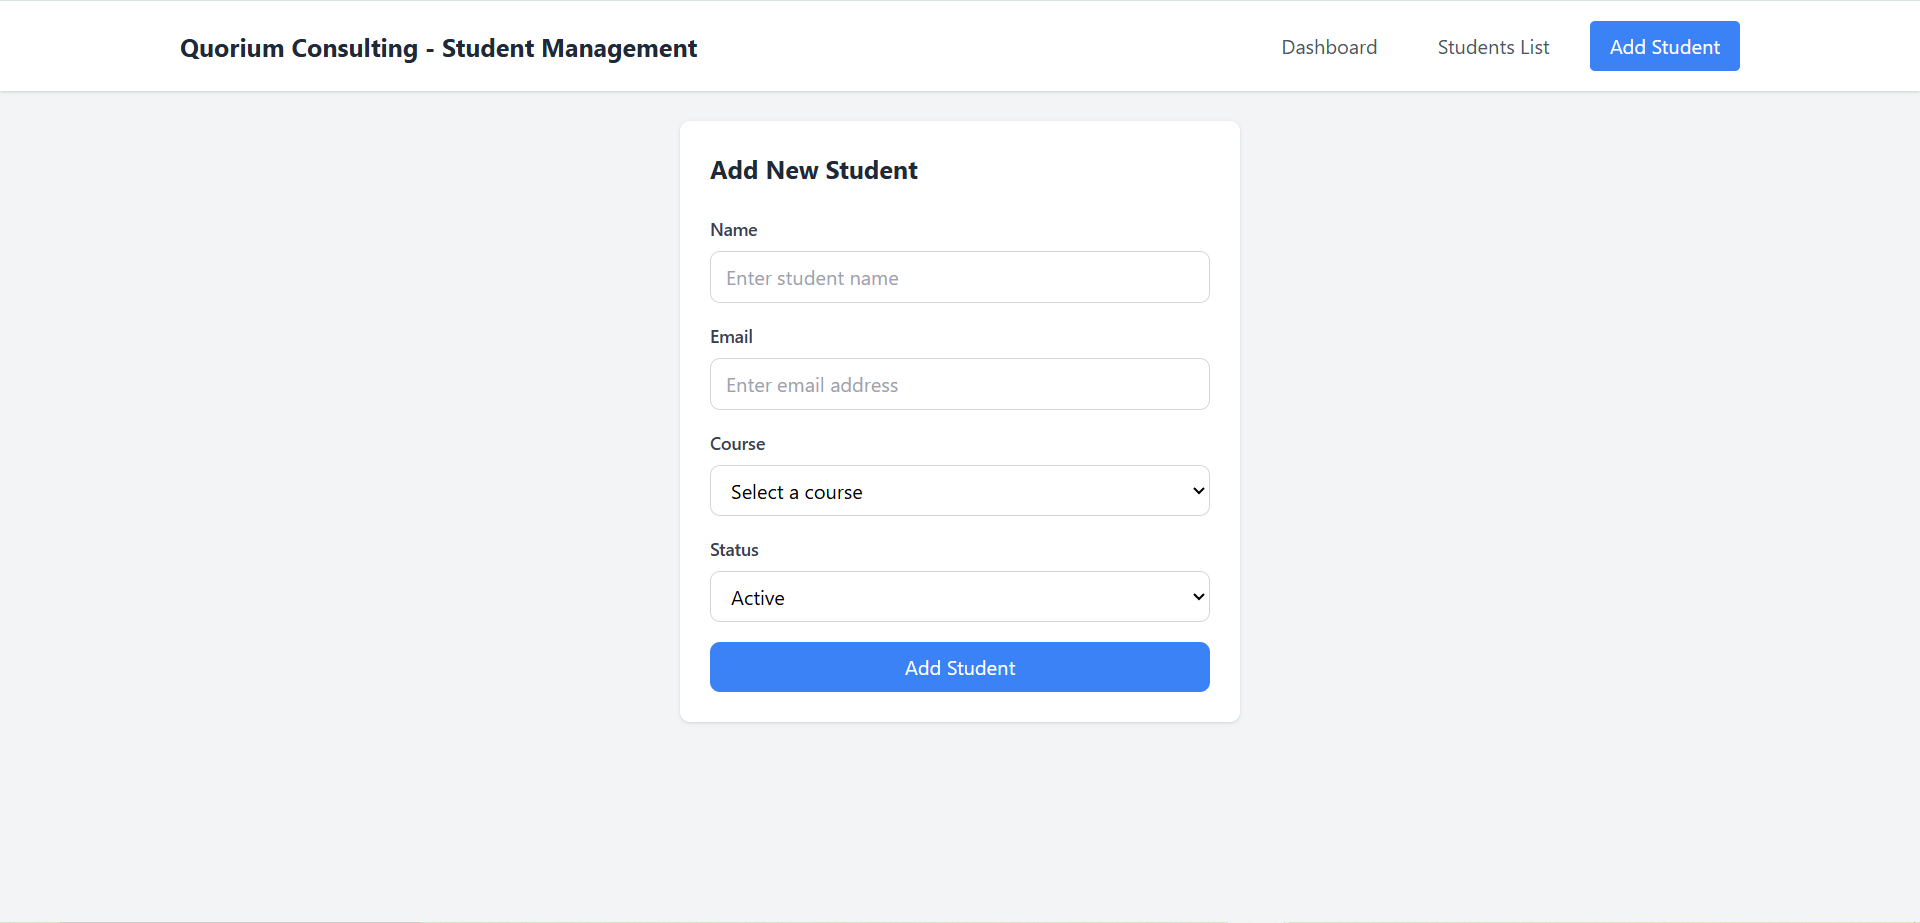 Quorium Consulting - Student Management
Dashboard
Students List
Add Student
Add New Student
Name
Enter student name
Email
Enter email address
Course
Select a course
Status
Active
Add Student